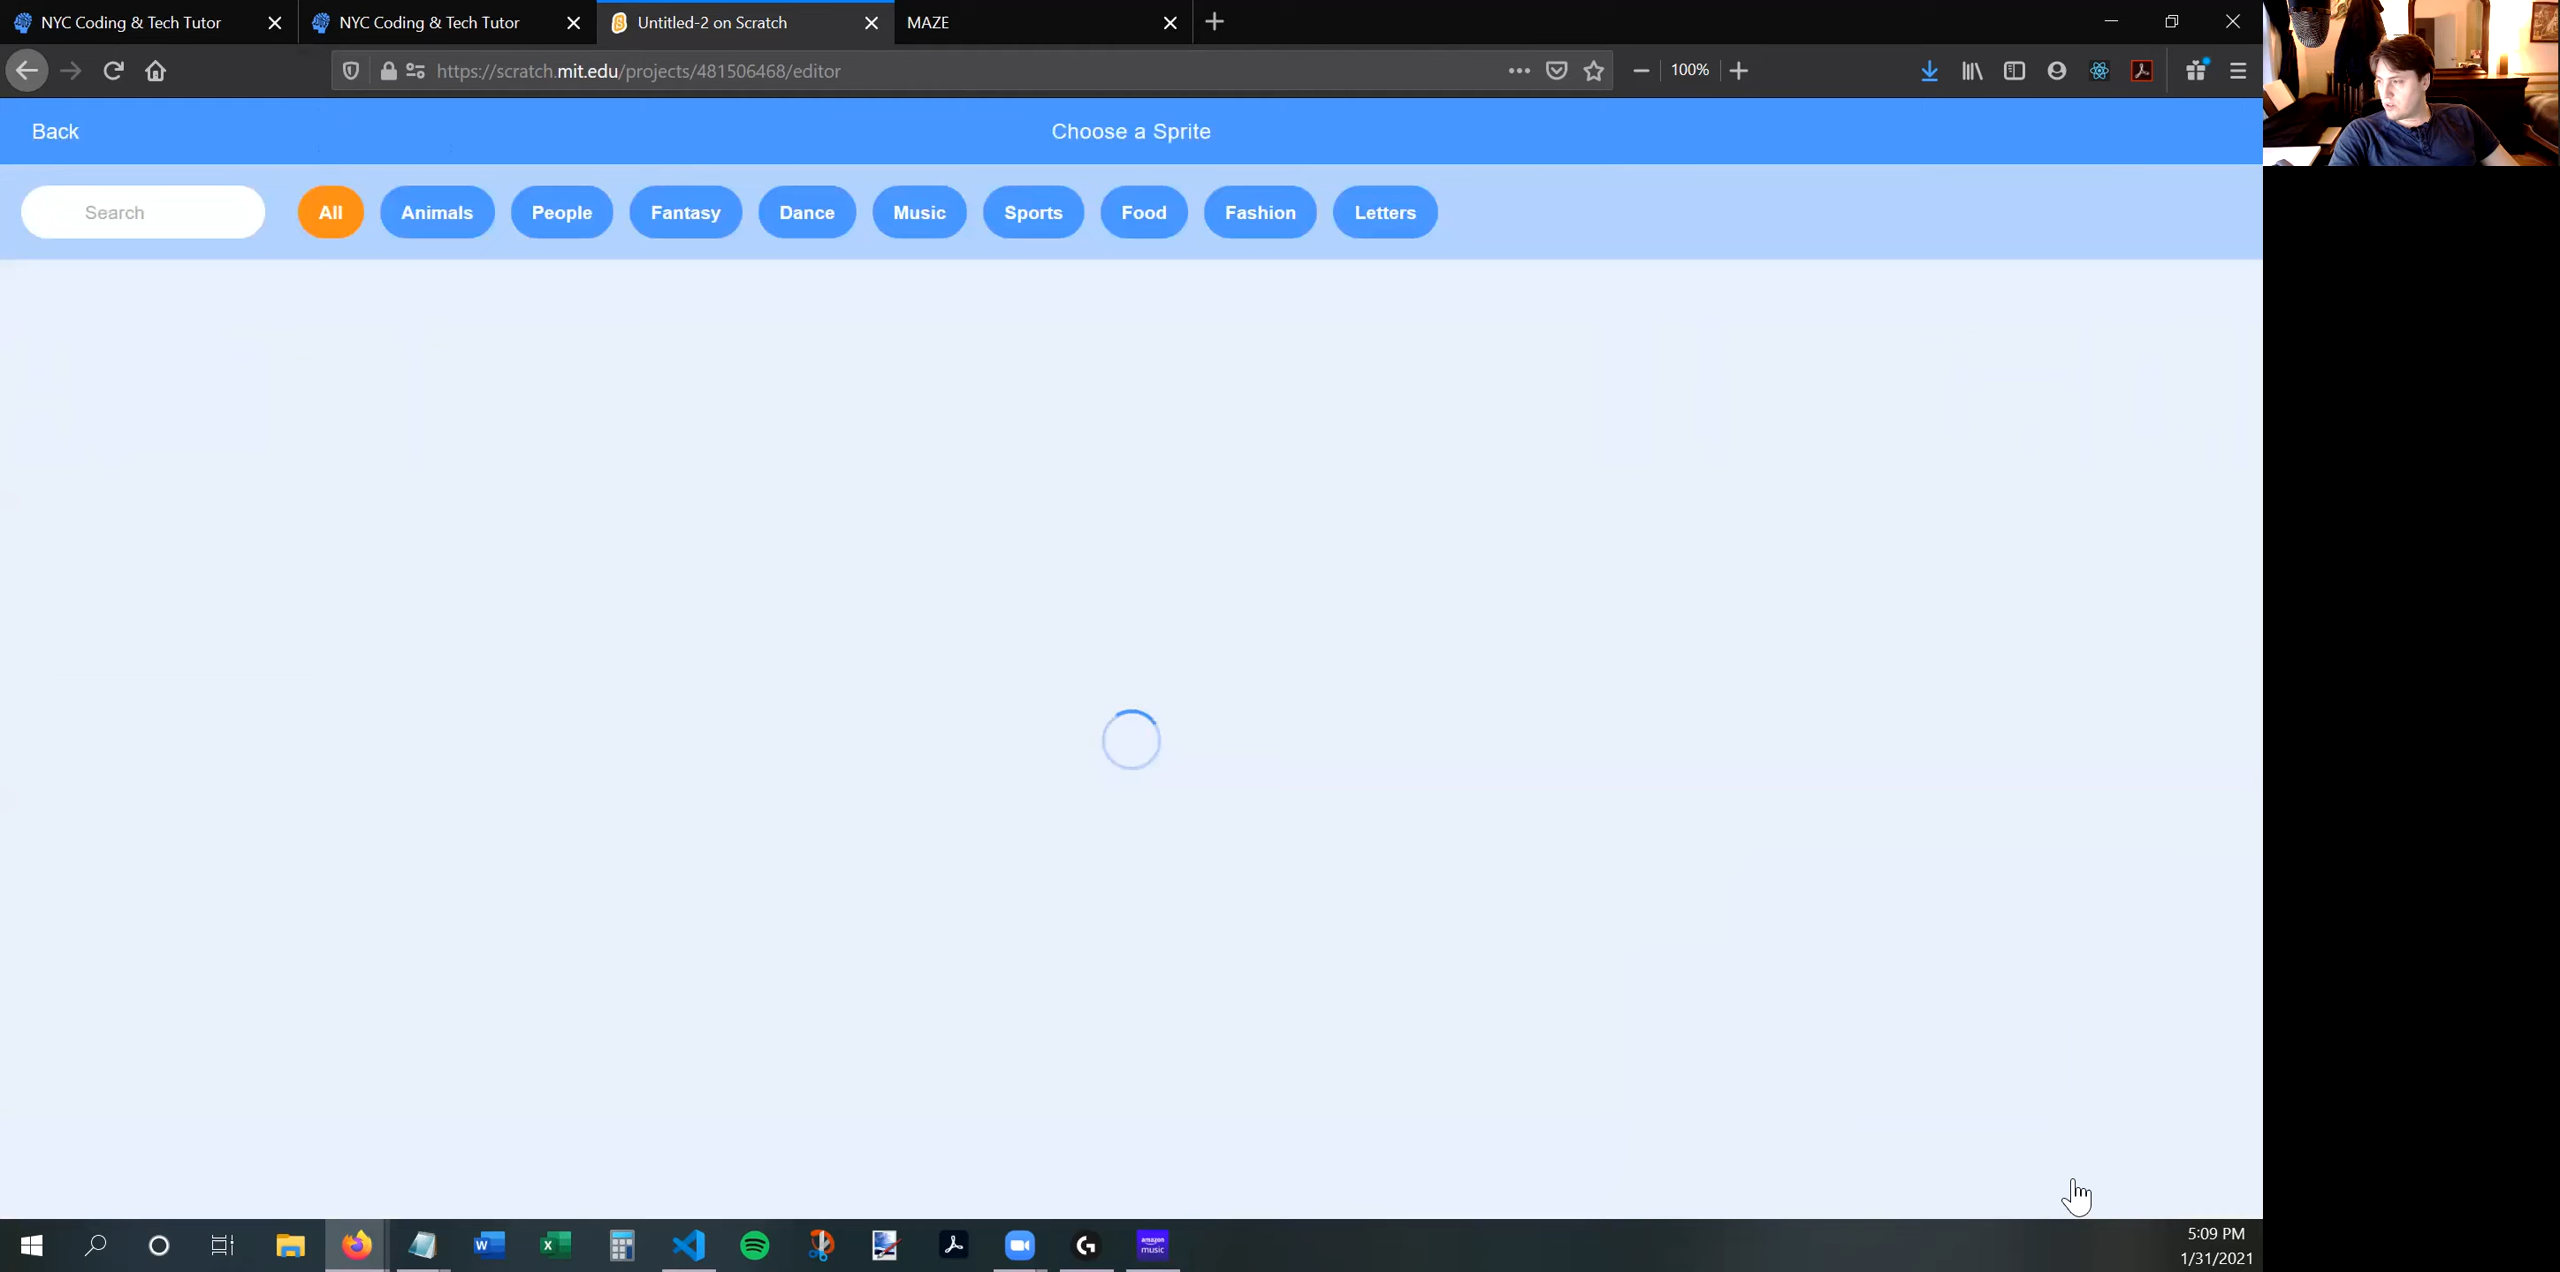 NYC Coding & Tech Tutor
NYC Coding & Tech Tutor
Untitled-2 on Scratch
MAZE
https://scratch.mit.edu/projects/481506468/editor
100%
Back
Choose a Sprite
Search
All
Animals
People
Fantasy
Dance
Music
Sports
Food
Fashion
Letters
amazon
music
5:09 PM
1/31/2021